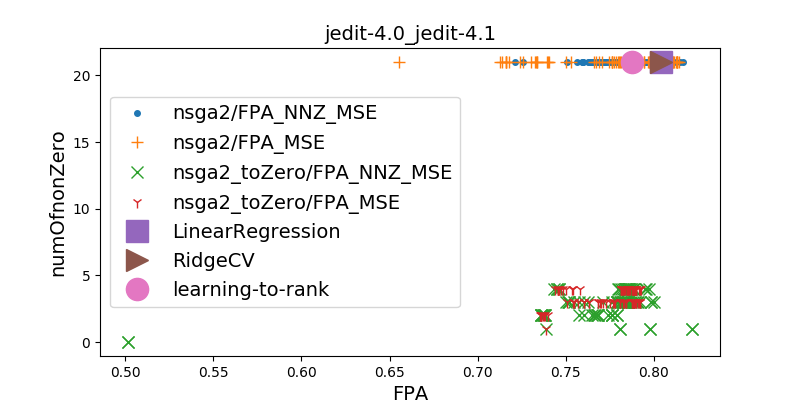 jedit-4.0_jedit-4.1
numOfnonZero
20
15
10
5
0
nsga2/FPA_NNZ_MSE
nsga2/FPA_MSE
nsga2_toZero/FPA_NNZ_MSE
nsga2_toZero/FPA_MSE
LinearRegression
RidgeCV
learning-to-rank
0.50 0.55 0.60 0.65 0.70 0.75 0.80
FPA